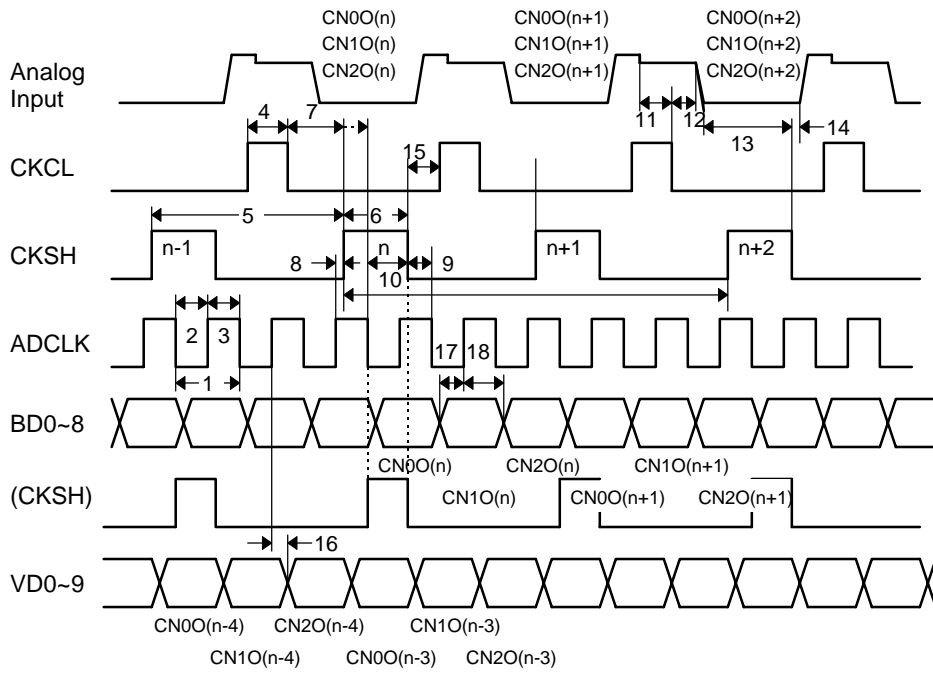 CN0O(n) CN0O(n+1) CN0O(n+2)
CN1O(n) CN1O(n+1) CN1O(n+2)
CN2O(n) CN2O(n+1) CN2O(n+2)
Analog
Input
4 7 11 12 13 14
CKCL
15
5 6
CKSH
n-1 n n+1 n+2
8 9
10
ADCLK
2 3 17 18
1
BD0~8
CN0O(n) CN2O(n) CN1O(n+1)
(CKSH)
CN1O(n) CN0O(n+1) CN2O(n+1)
16
VD0~9
CN0O(n-4) CN2O(n-4) CN1O(n-3)
CN1O(n-4) CN0O(n-3) CN2O(n-3)